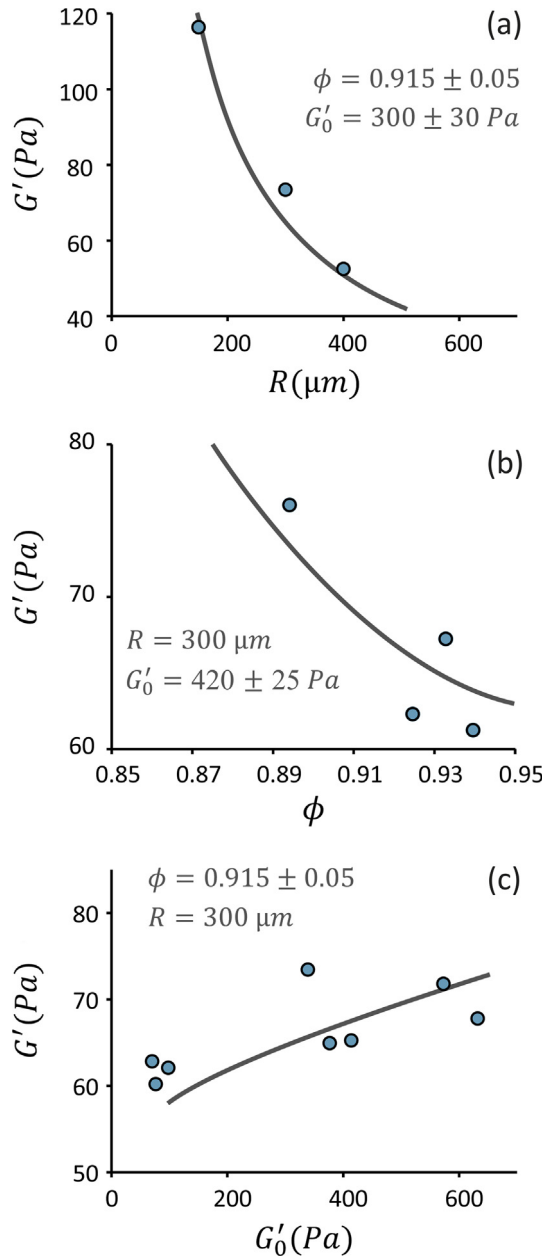 (a)
ϕ = 0.915 ± 0.05
G′₀ = 300 ± 30 Pa
G′(Pa)
120
100
80
60
40
0 200 400 600
R(μm)
(b)
G′(Pa)
80
70
60
R = 300 μm
G′₀ = 420 ± 25 Pa
0.85 0.87 0.89 0.91 0.93 0.95
ϕ
(c)
ϕ = 0.915 ± 0.05
R = 300 μm
G′(Pa)
80
70
60
50
0 200 400 600
G′₀(Pa)